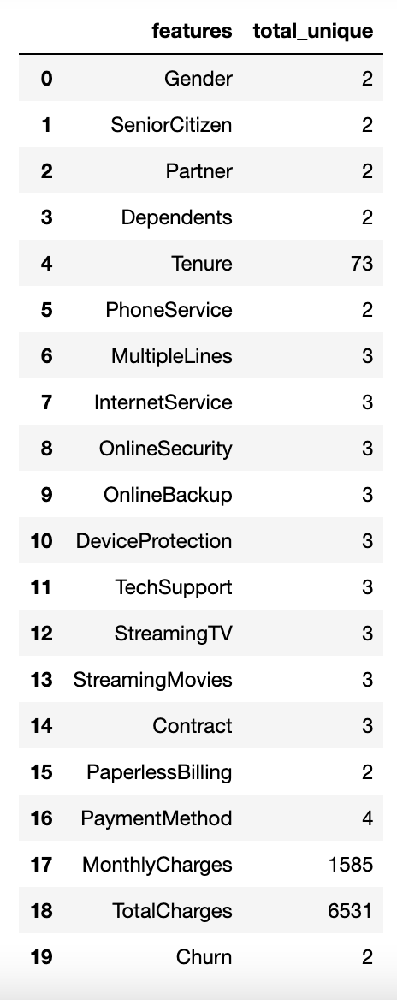 features total_unique
0 Gender 2
1 SeniorCitizen 2
2 Partner 2
3 Dependents 2
4 Tenure 73
5 PhoneService 2
6 MultipleLines 3
7 InternetService 3
8 OnlineSecurity 3
9 OnlineBackup 3
10 DeviceProtection 3
11 TechSupport 3
12 StreamingTV 3
13 StreamingMovies 3
14 Contract 3
15 PaperlessBilling 2
16 PaymentMethod 4
17 MonthlyCharges 1585
18 TotalCharges 6531
19 Churn 2